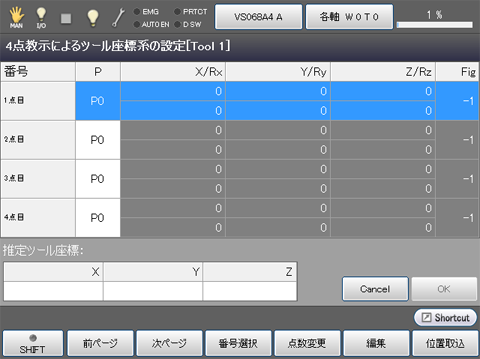 MAN I/O AUTO EN EMG PRTCT D SW VS068A4 A 各軸 W 0 T 0 1 %
4点教示によるツール座標系の設定[Tool 1]
番号 P X/Rx Y/Ry Z/Rz Fig
1点目 P0 0 0 0 -1
0 0 0
2点目 P0 0 0 0 -1
0 0 0
3点目 P0 0 0 0 -1
0 0 0
4点目 P0 0 0 0 -1
0 0 0
推定ツール座標:
X Y Z
Cancel OK
Shortcut
SHIFT 前ページ 次ページ 番号選択 点数変更 編集 位置取込